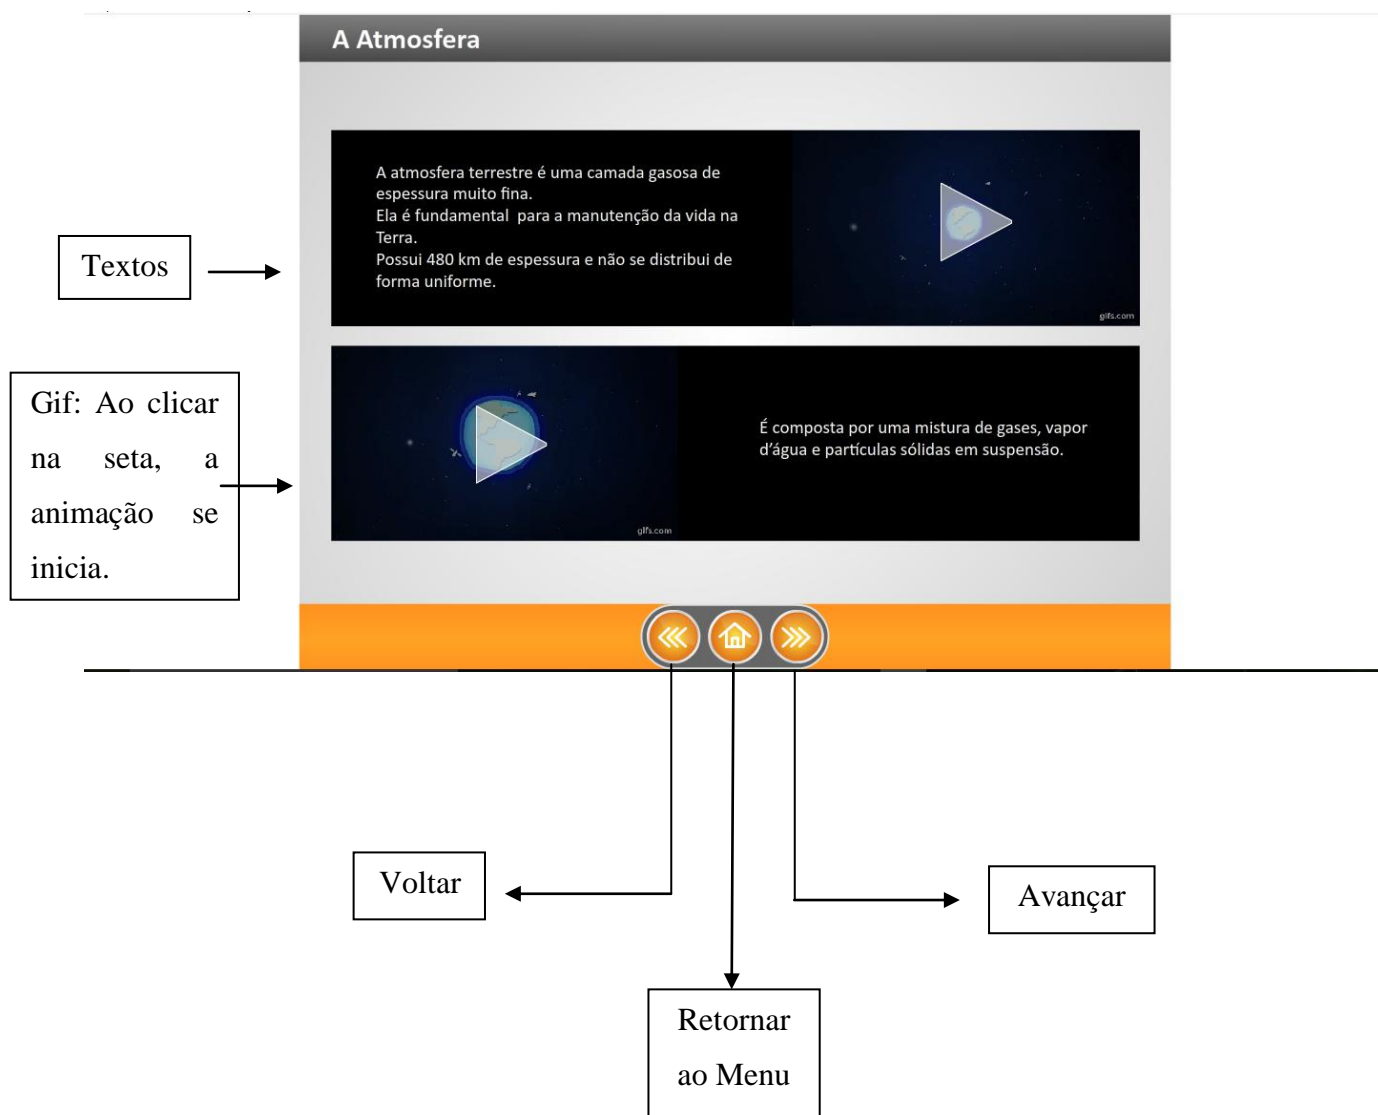 A Atmosfera
A atmosfera terrestre é uma camada gasosa de
espessura muito fina.
Ela é fundamental  para a manutenção da vida na
Terra.
Possui 480 km de espessura e não se distribui de
forma uniforme.
gifs.com
Textos
Gif: Ao clicar
na seta, a
animação se
inicia.
É composta por uma mistura de gases, vapor
d’água e partículas sólidas em suspensão.
gifs.com
Voltar
Avançar
Retornar
ao Menu